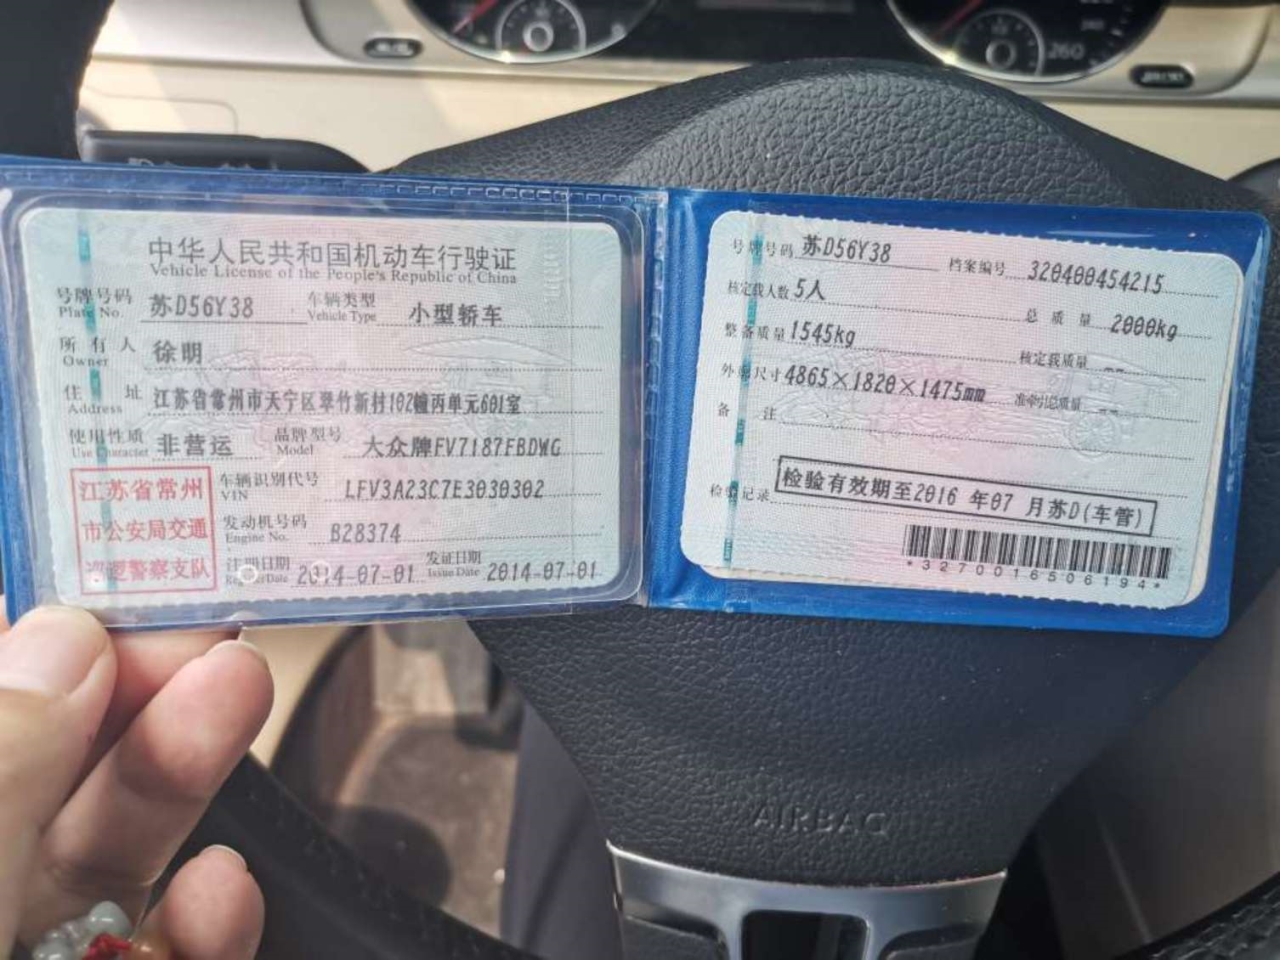 260
中华人民共和国机动车行驶证
Vehicle License of the People's Republic of China
号牌号码 苏D56Y38 车辆类型 小型轿车
Plate No. Vehicle Type
所有人 徐明
Owner
住址 江苏省常州市天宁区翠竹新村102幢丙单元601室
Address
使用性质 非营运 品牌型号 大众牌FV7187FBDWG
Use Character Model
江苏省常州
市公安局交通
巡逻警察支队
车辆识别代号 LFV3A23C7E3030302
VIN
发动机号码 B28374
Engine No.
注册日期 2014-07-01 发证日期 2014-07-01
Register Date Issue Date
号牌号码 苏D56Y38 档案编号 320400454215
核定载人数 5人 总质量 2000kg
整备质量 1545kg 核定载质量 --
外廓尺寸 4865×1820×1475mm 准牵引总质量 --
备注
检验记录 检验有效期至2016 年07 月苏D(车管)
*3270016506194*
AIRBAG